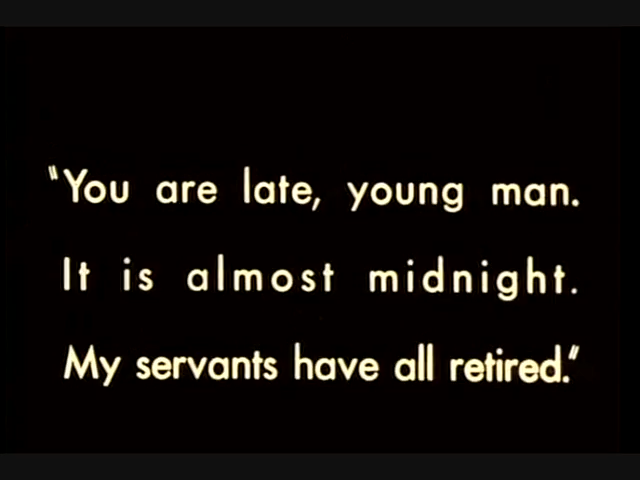 "You are late, young man.
It is almost midnight.
My servants have all retired."